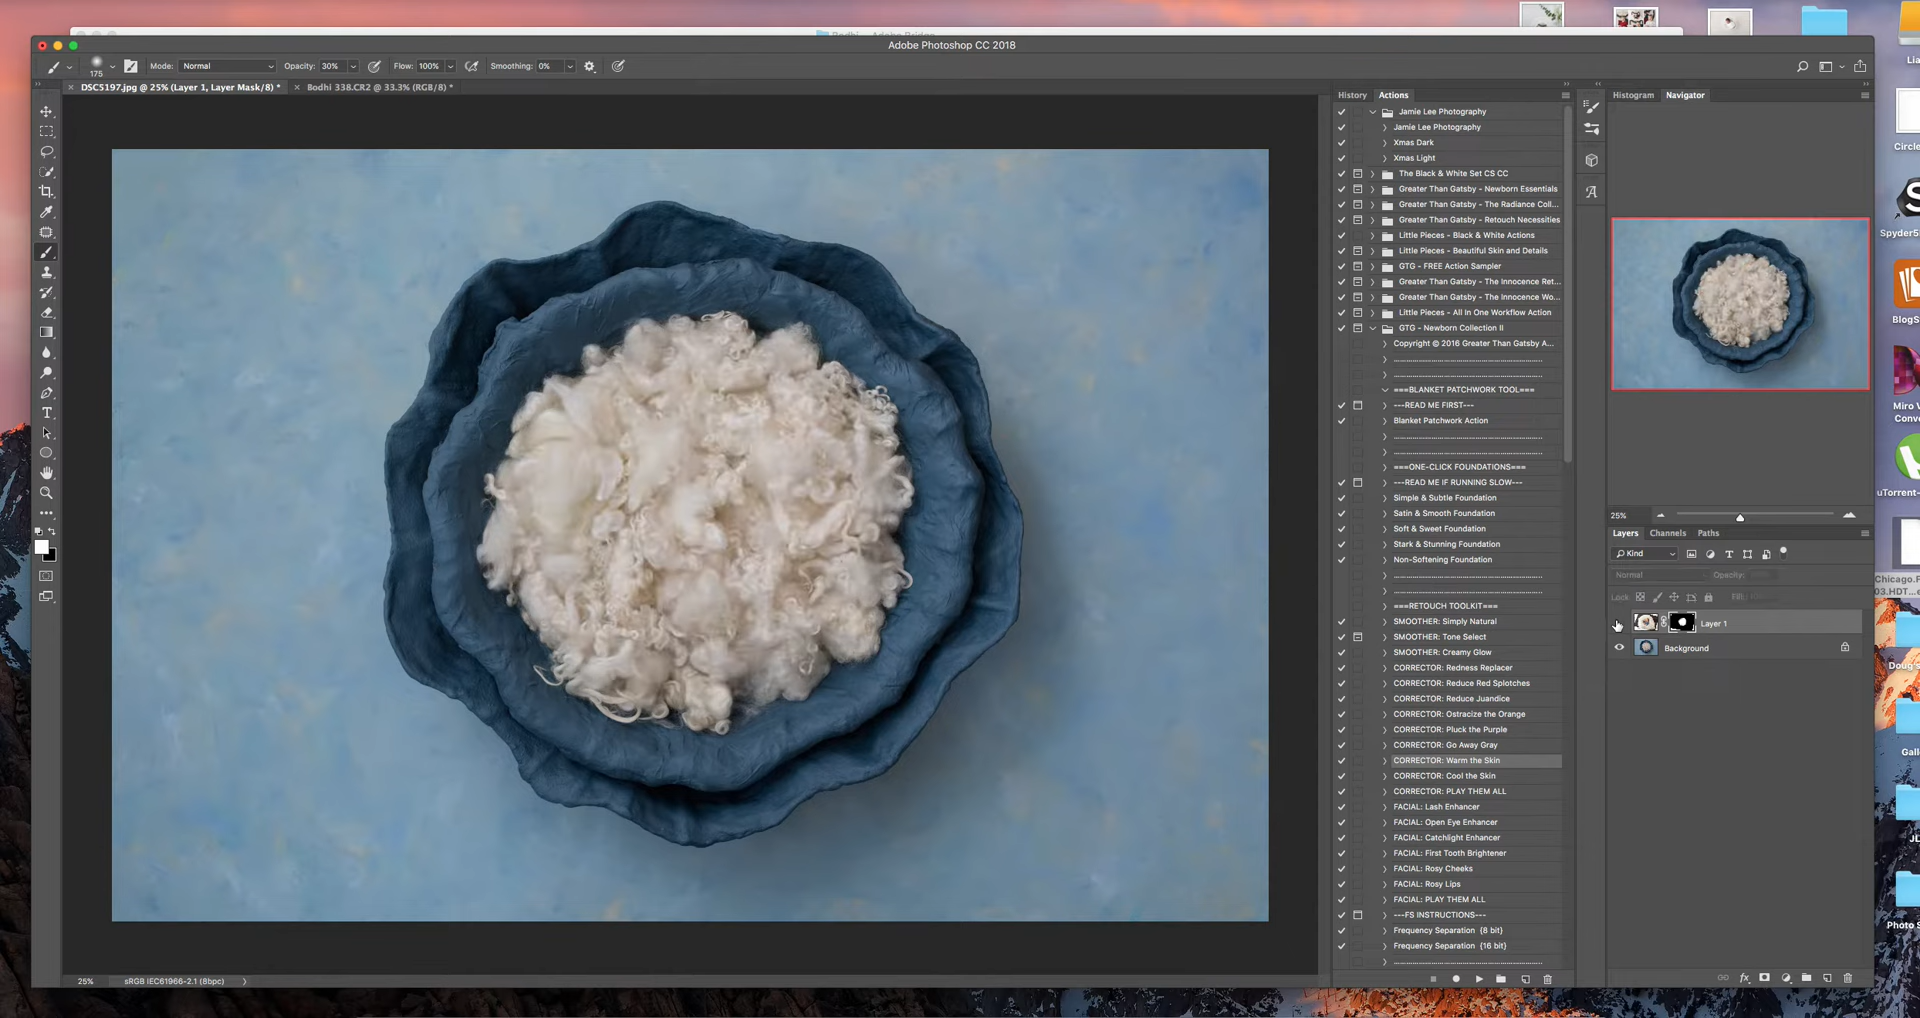 Bodhi — Adobe Bridge
Adobe Photoshop CC 2018
175
Mode: Normal
Opacity: 30%
Flow: 100%
Smoothing: 0%
DSC5197.jpg @ 25% (Layer 1, Layer Mask/8) *
Bodhi 338.CR2 @ 33.3% (RGB/8) *
History
Actions
Jamie Lee Photography
Jamie Lee Photography
Xmas Dark
Xmas Light
The Black & White Set CS CC
Greater Than Gatsby - Newborn Essentials
Greater Than Gatsby - The Radiance Coll...
Greater Than Gatsby - Retouch Necessities
Little Pieces - Black & White Actions
Little Pieces - Beautiful Skin and Details
GTG - FREE Action Sampler
Greater Than Gatsby - The Innocence Ret...
Greater Than Gatsby - The Innocence Wo...
Little Pieces - All In One Workflow Action
GTG - Newborn Collection II
Copyright © 2016 Greater Than Gatsby A...
===BLANKET PATCHWORK TOOL===
---READ ME FIRST---
Blanket Patchwork Action
===ONE-CLICK FOUNDATIONS===
---READ ME IF RUNNING SLOW---
Simple & Subtle Foundation
Satin & Smooth Foundation
Soft & Sweet Foundation
Stark & Stunning Foundation
Non-Softening Foundation
===RETOUCH TOOLKIT===
SMOOTHER: Simply Natural
SMOOTHER: Tone Select
SMOOTHER: Creamy Glow
CORRECTOR: Redness Replacer
CORRECTOR: Reduce Red Splotches
CORRECTOR: Reduce Juandice
CORRECTOR: Ostracize the Orange
CORRECTOR: Pluck the Purple
CORRECTOR: Go Away Gray
CORRECTOR: Warm the Skin
CORRECTOR: Cool the Skin
CORRECTOR: PLAY THEM ALL
FACIAL: Lash Enhancer
FACIAL: Open Eye Enhancer
FACIAL: Catchlight Enhancer
FACIAL: First Tooth Brightener
FACIAL: Rosy Cheeks
FACIAL: Rosy Lips
FACIAL: PLAY THEM ALL
---FS INSTRUCTIONS---
Frequency Separation (8 bit)
Frequency Separation (16 bit)
Histogram
Navigator
25%
Layers
Channels
Paths
Kind
Normal
Opacity:
Lock:
Fill:
Layer 1
Background
25%
sRGB IEC61966-2.1 (8bpc)
Lia
Circle
Spyder5
BlogS
Miro V
Conve
uTorrent-
Chicago.F
03.HDT...e
Doug's
Gall
JL
Photo S